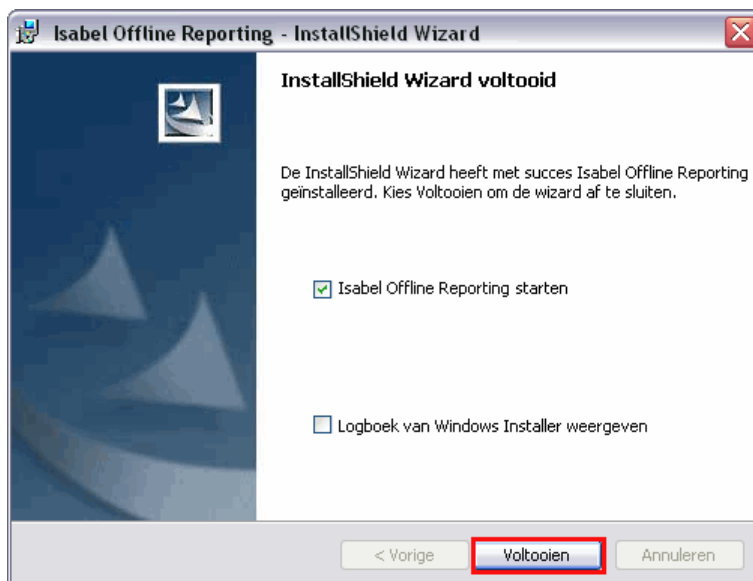 Isabel Offline Reporting - InstallShield Wizard
InstallShield Wizard voltooid
De InstallShield Wizard heeft met succes Isabel Offline Reporting
geïnstalleerd. Kies Voltooien om de wizard af te sluiten.
Isabel Offline Reporting starten
Logboek van Windows Installer weergeven
< Vorige
Voltooien
Annuleren